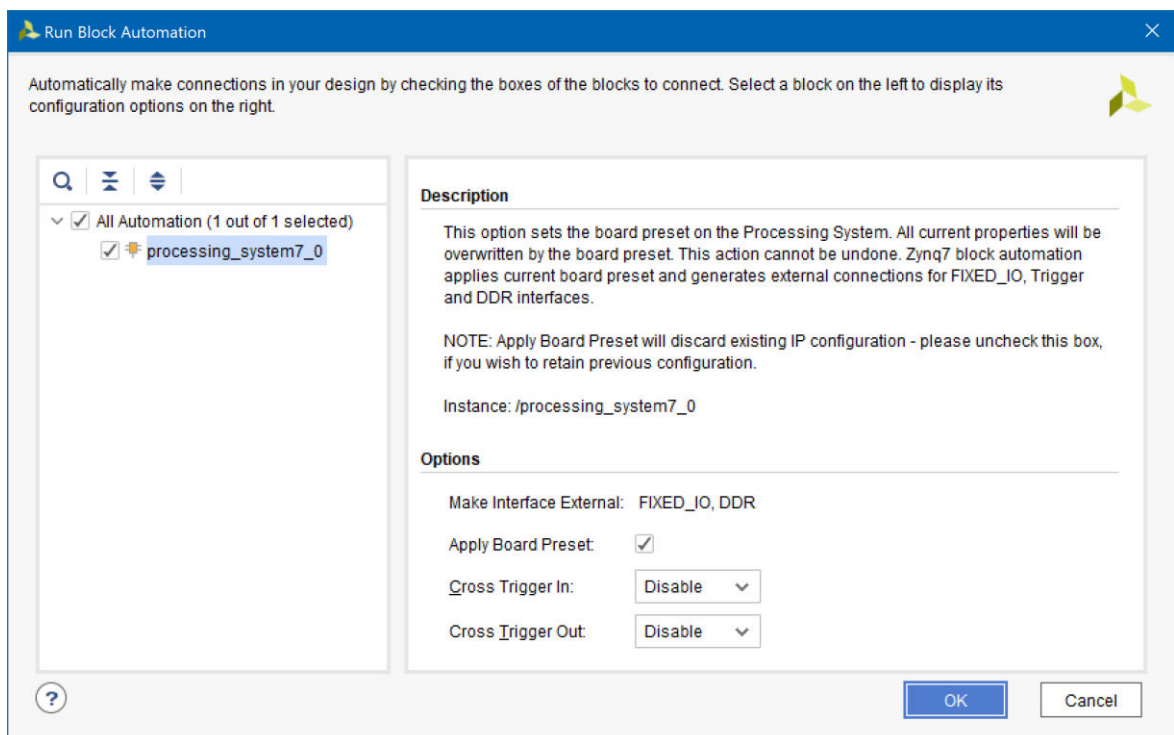 Run Block Automation
Automatically make connections in your design by checking the boxes of the blocks to connect. Select a block on the left to display its
configuration options on the right.
All Automation (1 out of 1 selected)
processing_system7_0
Description
This option sets the board preset on the Processing System. All current properties will be
overwritten by the board preset. This action cannot be undone. Zynq7 block automation
applies current board preset and generates external connections for FIXED_IO, Trigger
and DDR interfaces.
NOTE: Apply Board Preset will discard existing IP configuration - please uncheck this box,
if you wish to retain previous configuration.
Instance: /processing_system7_0
Options
Make Interface External: FIXED_IO, DDR
Apply Board Preset:
Cross Trigger In: Disable
Cross Trigger Out: Disable
?
OK
Cancel